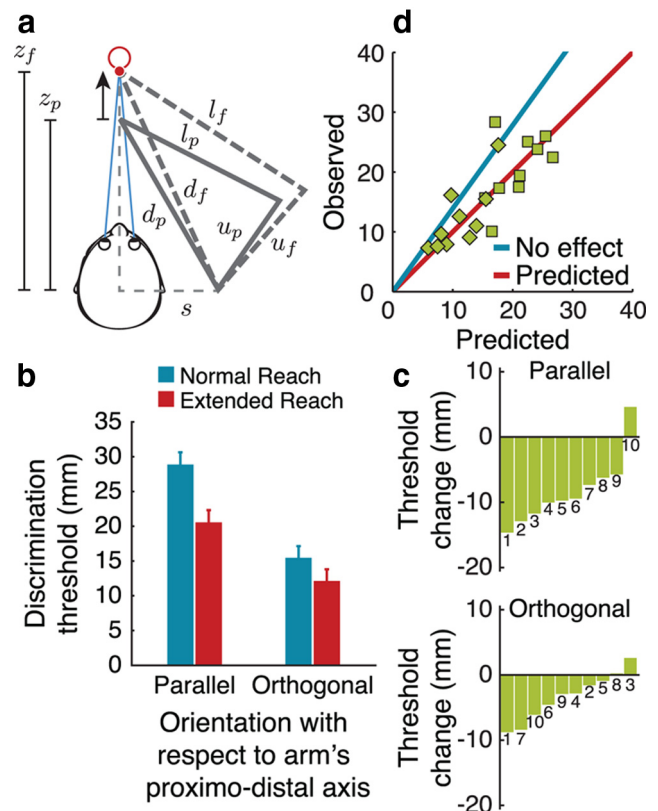 a
z_f
z_p
l_f
l_p
d_f
d_p
u_p
u_f
s
d
40
30
20
10
0
Observed
No effect
Predicted
0
10
20
30
40
Predicted
b
Normal Reach
Extended Reach
35
30
25
20
15
10
5
0
Discrimination
threshold (mm)
Parallel
Orthogonal
Orientation with
respect to arm's
proximo-distal axis
c
Parallel
10
0
-10
-20
Threshold
change (mm)
1 2 3 4 5 6 7 8 9 10
Orthogonal
10
0
-10
-20
Threshold
change (mm)
1 7 10 6 9 4 2 5 8 3